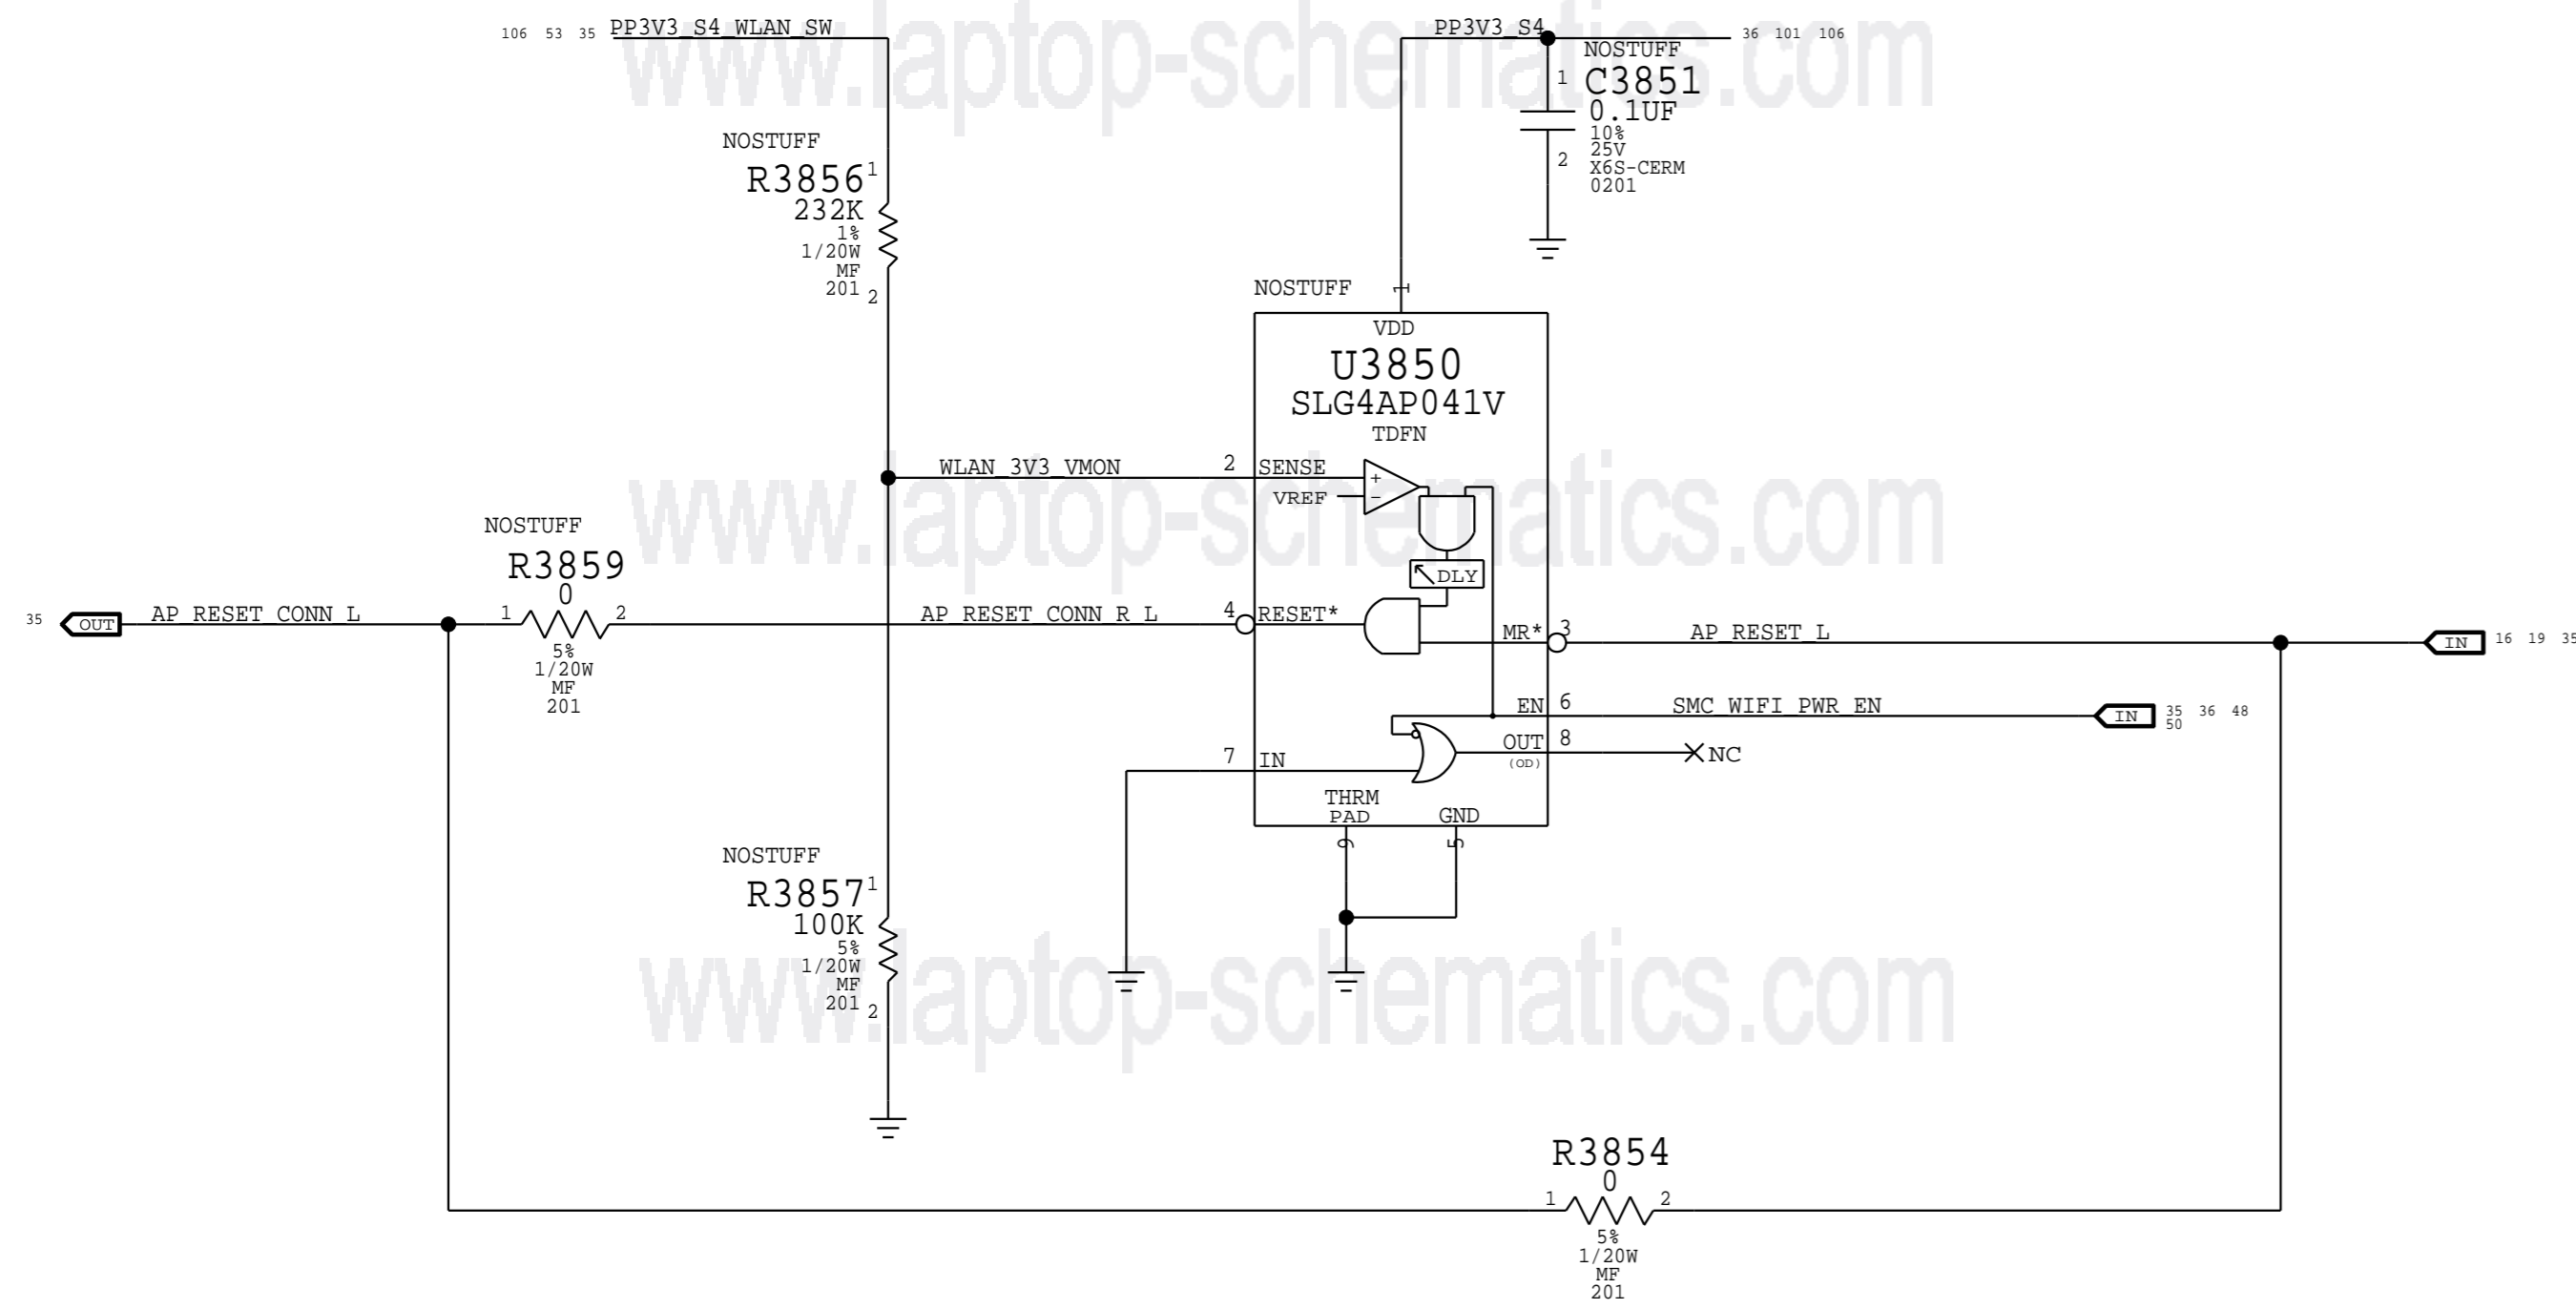 www.laptop-schematics.com
106 53 35 PP3V3_S4_WLAN_SW
PP3V3_S4 36 101 106
NOSTUFF
C3851
1
0.1UF
10%
25V
2
X6S-CERM
0201
NOSTUFF
R3856 1
232K
1%
1/20W
MF
201 2
NOSTUFF
1
VDD
U3850
SLG4AP041V
TDFN
WLAN_3V3_VMON 2 SENSE
+
VREF
-
www.laptop-schematics.com
NOSTUFF
R3859
0
DLY
35 OUT AP_RESET_CONN_L 1 2 AP_RESET_CONN_R_L 4 RESET*
5%
1/20W
MF
201
MR* 3 AP_RESET_L IN 16 19 35
EN 6 SMC_WIFI_PWR_EN IN 35 36 48
50
OUT 8 NC
(OD)
7 IN
THRM
PAD GND
9 5
NOSTUFF
R3857 1
100K
5%
1/20W
MF
201 2
www.laptop-schematics.com
R3854
0
1 2
5%
1/20W
MF
201